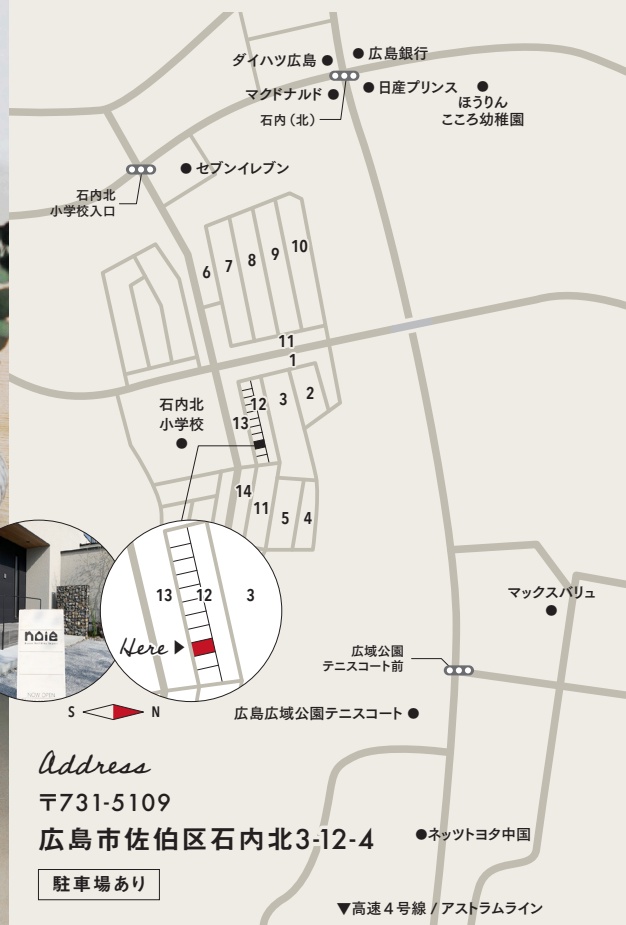 ダイハツ広島
広島銀行
マクドナルド
日産プリンス
ほうりん
こころ幼稚園
石内（北）
セブンイレブン
石内北
小学校入口
6
7
8
9
10
11
1
石内北
小学校
13
12
3
2
14
11
5
4
13
12
3
Here
noie
NOW OPEN
S
N
マックスバリュ
広域公園
テニスコート前
広島広域公園テニスコート
Address
〒731-5109
広島市佐伯区石内北3-12-4
ネッツトヨタ中国
駐車場あり
▼高速4号線 / アストラムライン